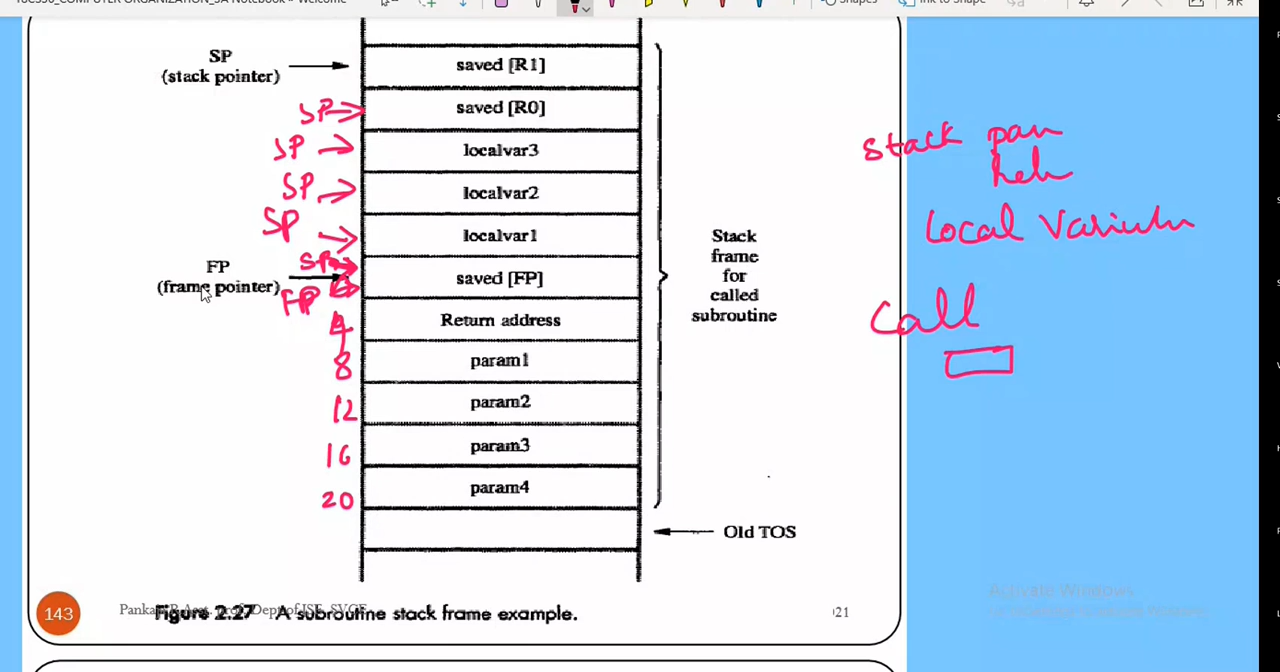 SP
(stack pointer)
saved [R1]
SP
saved [R0]
SP
localvar3
SP
localvar2
SP
localvar1
SP
FP
(frame pointer)
FP
saved [FP]
4
Return address
8
param1
12
param2
16
param3
20
param4
Stack
frame
for
called
subroutine
Old TOS
stack
Local
Call
143
Figure 2.27 A subroutine stack frame example.
21
Activate Windows